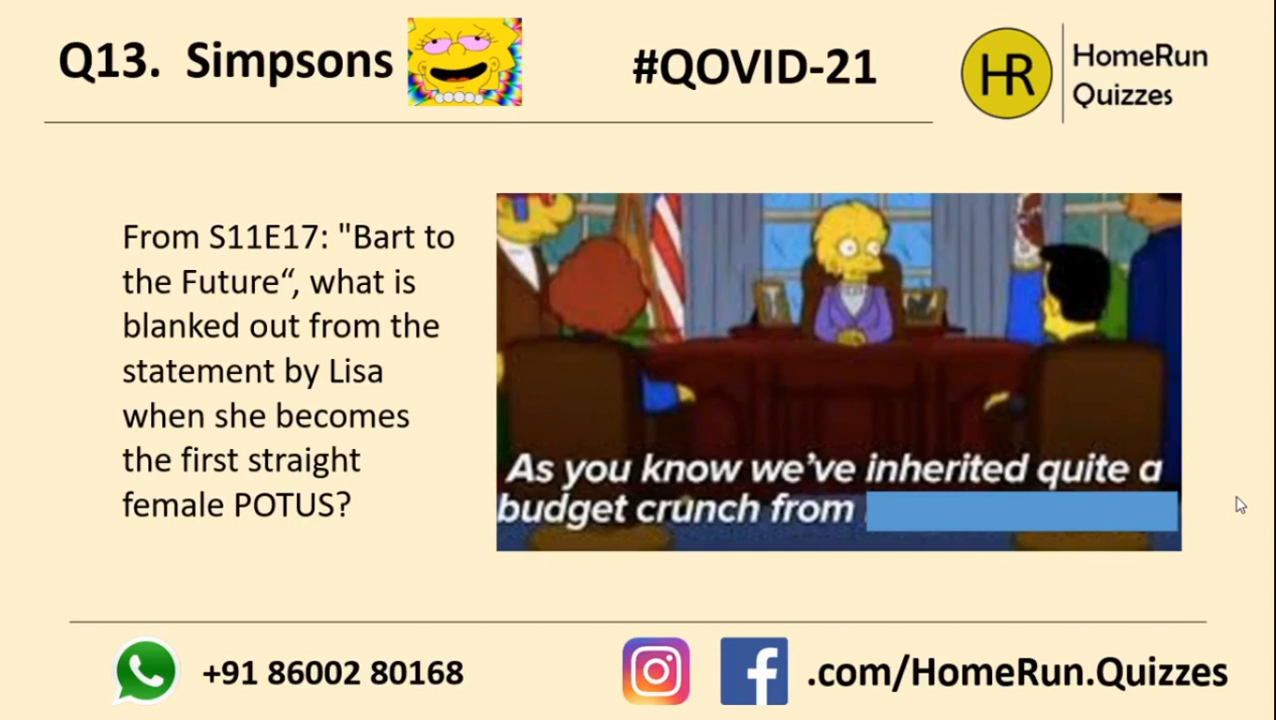 Q13. Simpsons
#QOVID-21
HR
HomeRun
Quizzes
From S11E17: "Bart to
the Future“, what is
blanked out from the
statement by Lisa
when she becomes
the first straight
female POTUS?
As you know we've inherited quite a
budget crunch from
+91 86002 80168
.com/HomeRun.Quizzes